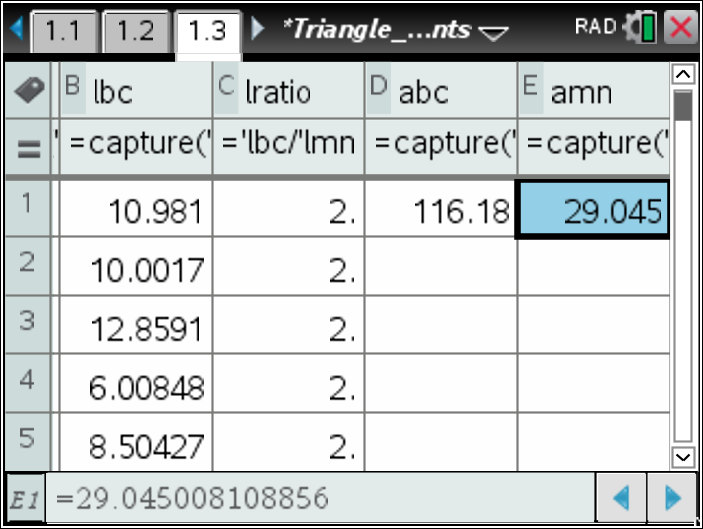 1.1 1.2 1.3 *Triangle_...nts RAD
B lbc C lratio D abc E amn
=capture(' ='lbc/'lmn =capture(' =capture('
1 10.981 2. 116.18 29.045
2 10.0017 2.
3 12.8591 2.
4 6.00848 2.
5 8.50427 2.
E1 =29.045008108856